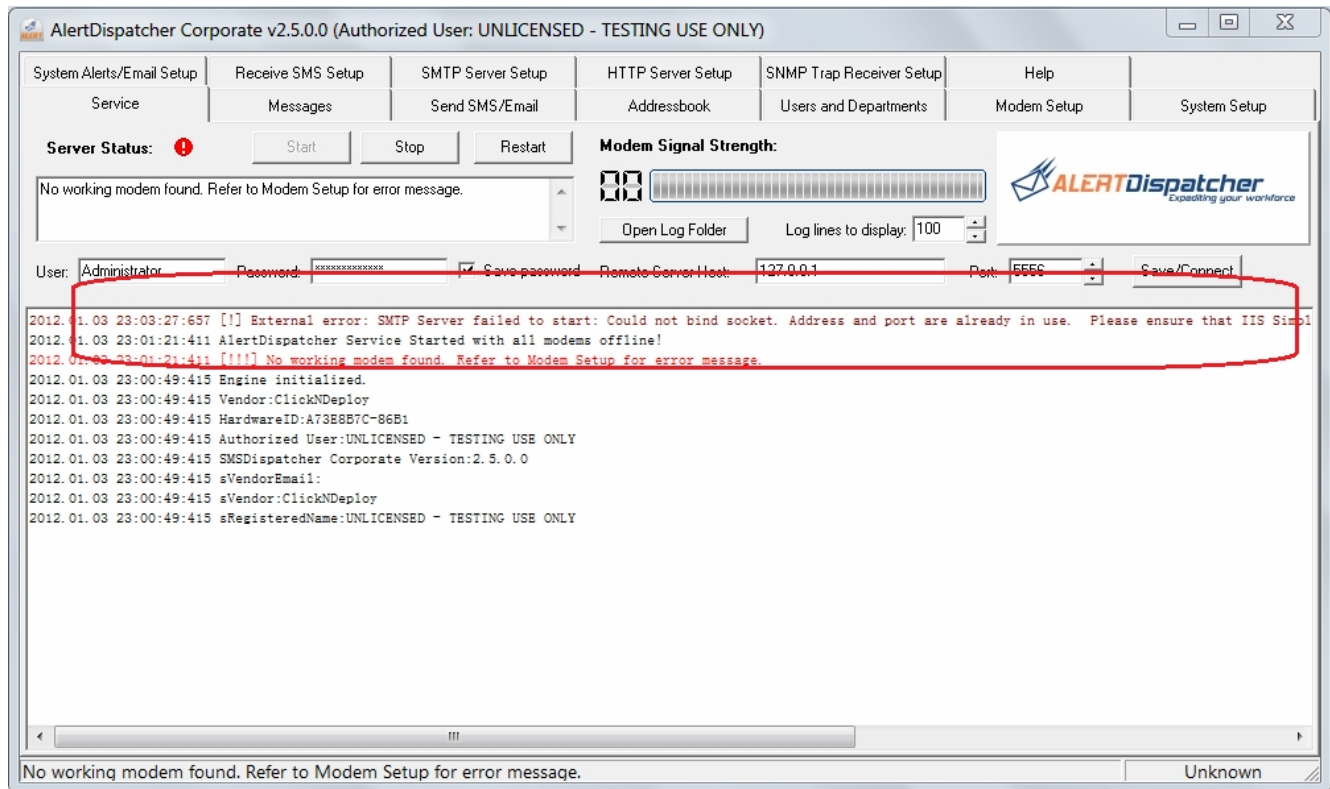 AlertDispatcher Corporate v2.5.0.0 (Authorized User: UNLICENSED - TESTING USE ONLY)
System Alerts/Email Setup Receive SMS Setup SMTP Server Setup HTTP Server Setup SNMP Trap Receiver Setup Help
Service Messages Send SMS/Email Addressbook Users and Departments Modem Setup System Setup
Server Status: Start Stop Restart Modem Signal Strength:
No working modem found. Refer to Modem Setup for error message.
ALERTDispatcher
Expediting your workforce
Open Log Folder Log lines to display: 100
User: Administrator Password: ************* Save password Remote Server Host: 127.0.0.1 Port: 5556 Save/Connect
2012.01.03 23:03:27:657 [!] External error: SMTP Server failed to start: Could not bind socket. Address and port are already in use. Please ensure that IIS Simpl
2012.01.03 23:01:21:411 AlertDispatcher Service Started with all modems offline!
2012.01.03 23:01:21:411 [!!!] No working modem found. Refer to Modem Setup for error message.
2012.01.03 23:00:49:415 Engine initialized.
2012.01.03 23:00:49:415 Vendor:ClickNDeploy
2012.01.03 23:00:49:415 HardwareID:A73E8B7C-86B1
2012.01.03 23:00:49:415 Authorized User:UNLICENSED - TESTING USE ONLY
2012.01.03 23:00:49:415 SMSDispatcher Corporate Version:2.5.0.0
2012.01.03 23:00:49:415 sVendorEmail:
2012.01.03 23:00:49:415 sVendor:ClickNDeploy
2012.01.03 23:00:49:415 sRegisteredName:UNLICENSED - TESTING USE ONLY
No working modem found. Refer to Modem Setup for error message. Unknown